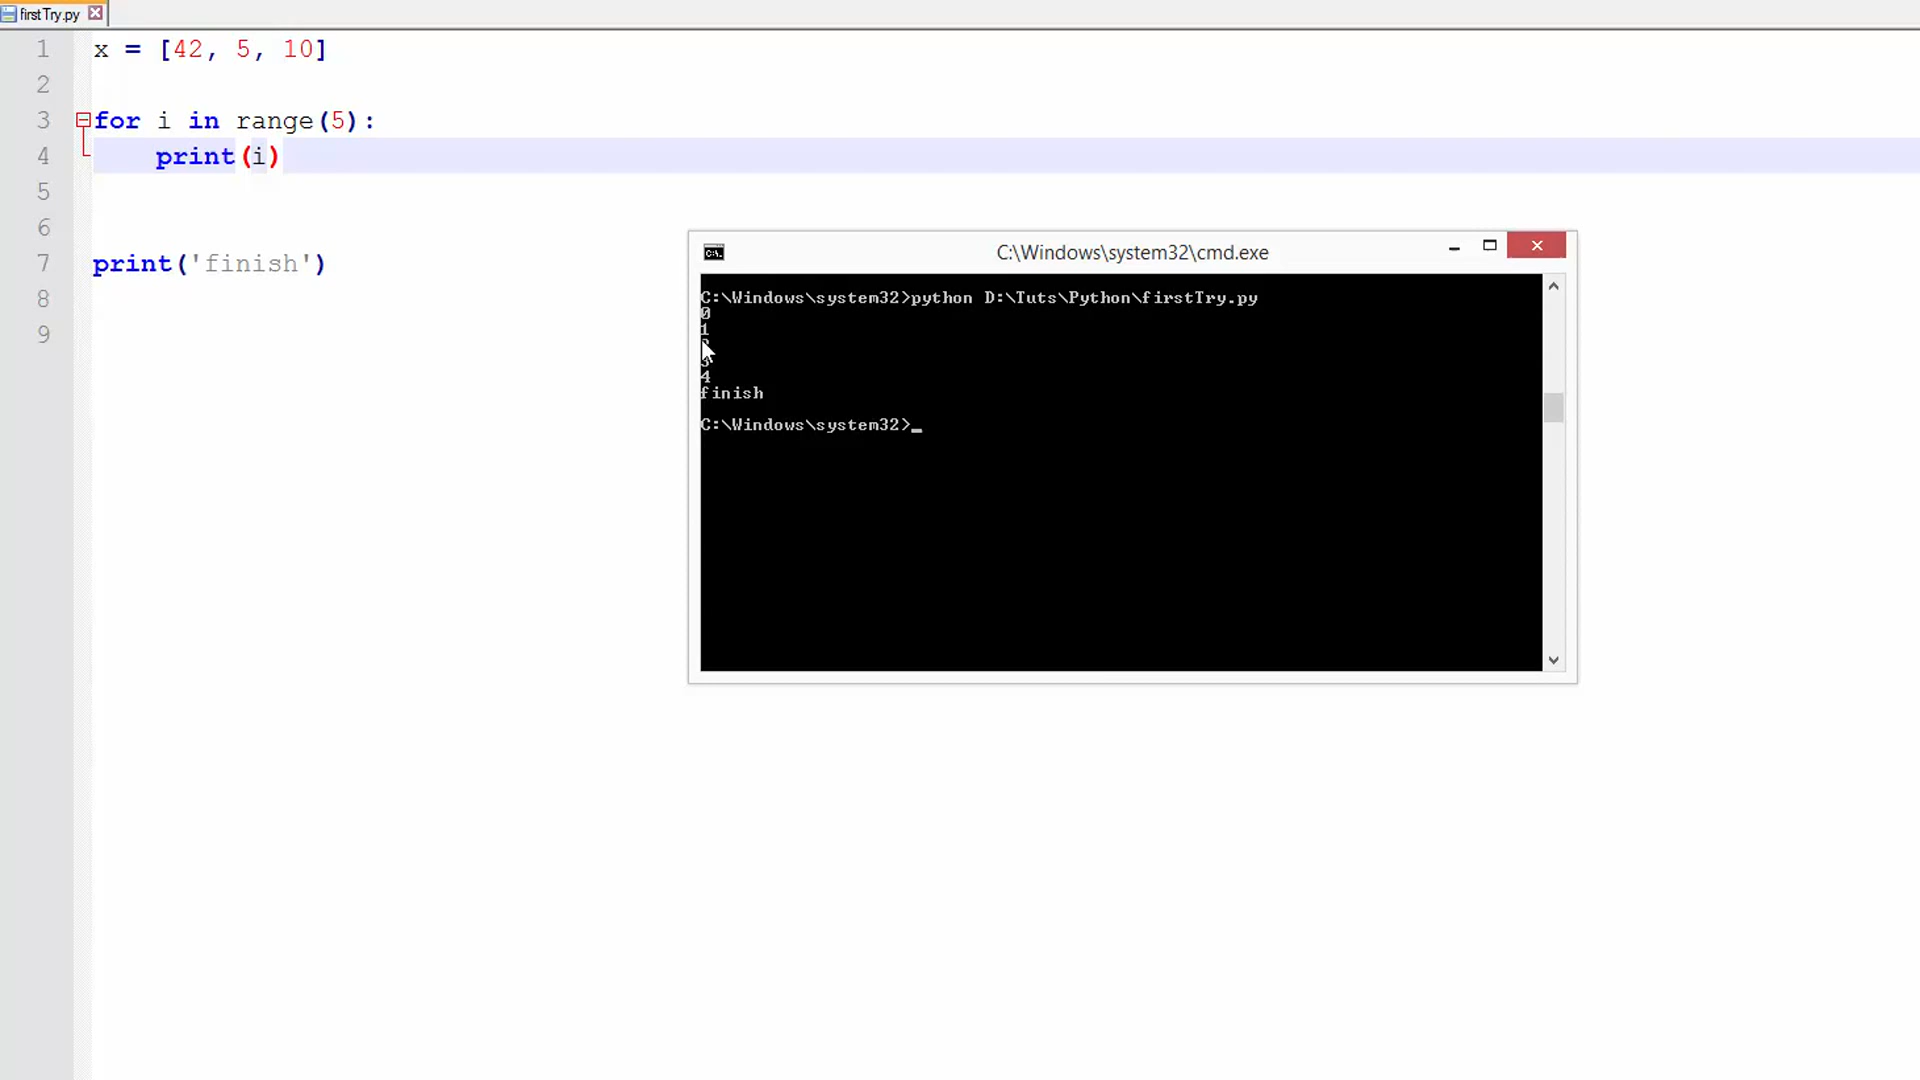 firstTry.py
1 x = [42, 5, 10]
2
3 for i in range(5):
4 print(i)
5
6
7 print('finish')
8
9
C:\Windows\system32\cmd.exe
C:\Windows\system32>python D:\Tuts\Python\firstTry.py
0
1
2
3
4
finish
C:\Windows\system32>_